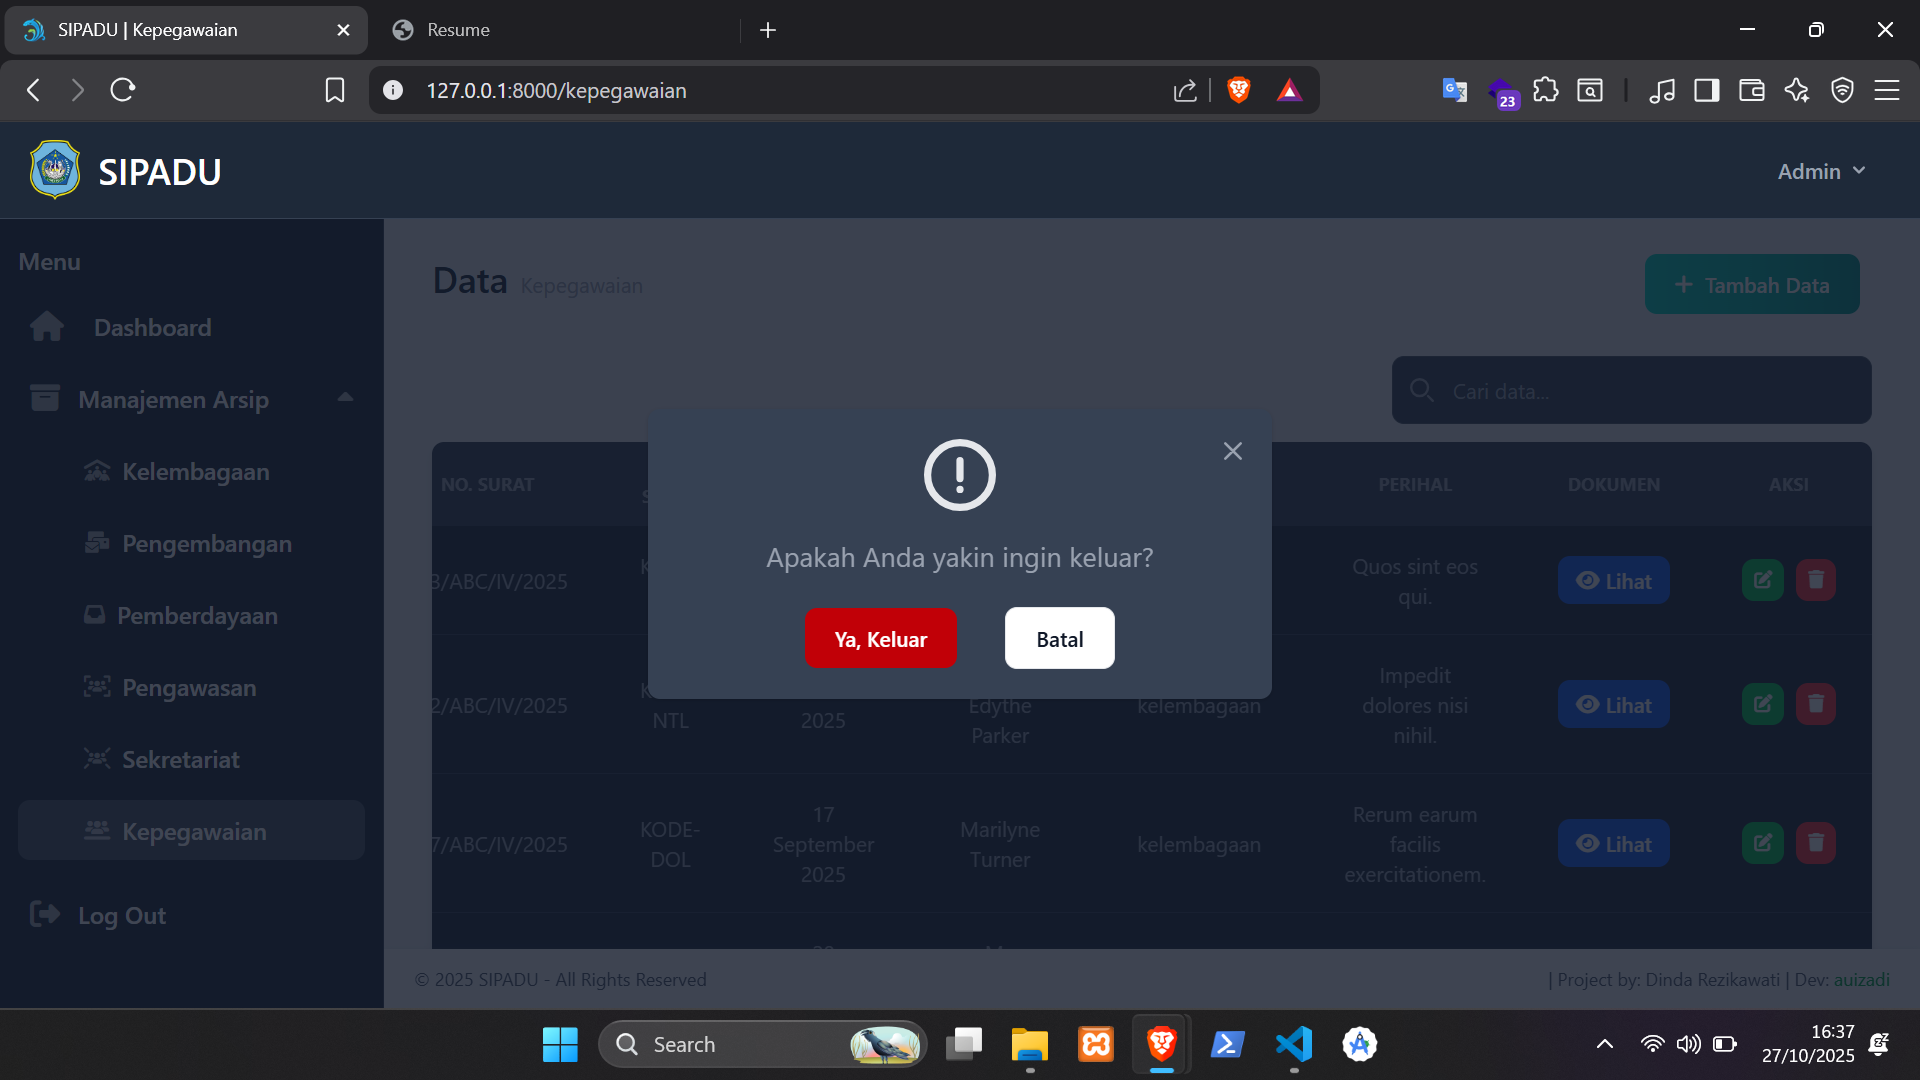 SIPADU | Kepegawaian
Resume
127.0.0.1:8000/kepegawaian
23
SIPADU
Admin
Menu
Data Kepegawaian
+ Tambah Data
Dashboard
Manajemen Arsip
Cari data...
Kelembagaan
NO. SURAT
PERIHAL
DOKUMEN
AKSI
Pengembangan
Apakah Anda yakin ingin keluar?
3/ABC/IV/2025
Quos sint eos
qui.
Lihat
Pemberdayaan
Ya, Keluar
Batal
Pengawasan
2/ABC/IV/2025
NTL
2025
Edythe
Parker
kelembagaan
Impedit
dolores nisi
nihil.
Lihat
Sekretariat
Kepegawaian
7/ABC/IV/2025
KODE-
DOL
17
September
2025
Marilyne
Turner
kelembagaan
Rerum earum
facilis
exercitationem.
Lihat
Log Out
© 2025 SIPADU - All Rights Reserved
| Project by: Dinda Rezikawati | Dev: auizadi
Search
16:37
27/10/2025